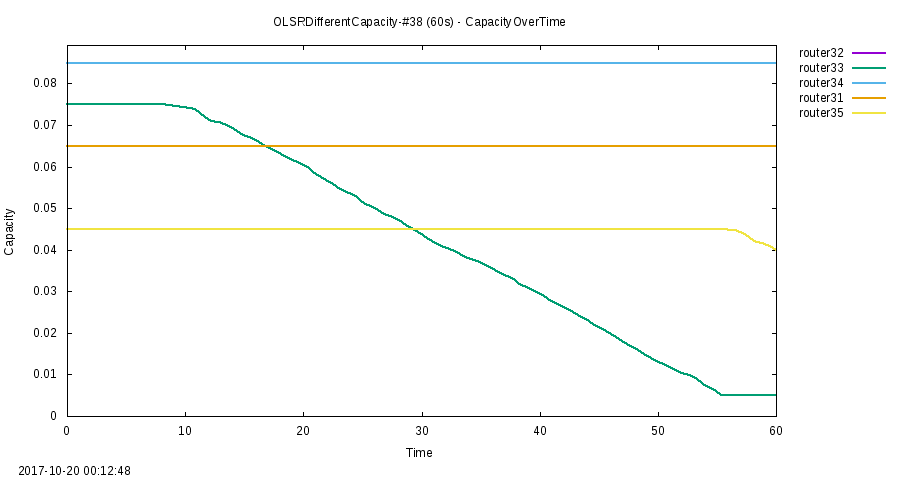 OLSRDifferentCapacity-#38 (60s) - CapacityOverTime
router32
router33
router34
router31
router35
0.08
0.07
0.06
0.05
0.04
0.03
0.02
0.01
0
Capacity
0 10 20 30 40 50 60
Time
2017-10-20 00:12:48